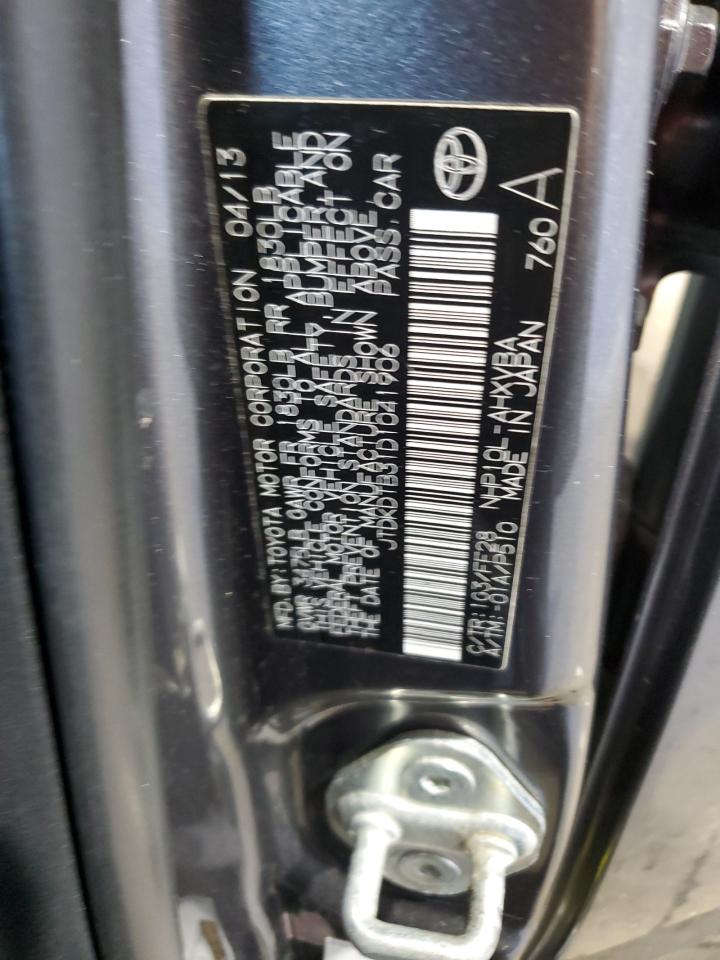 MFD. BY: TOYOTA MOTOR CORPORATION 04/13
GVWR 3475LB GAWR FR 1830LB RR 1830LB
THIS VEHICLE CONFORMS TO ALL APPLICABLE
FEDERAL MOTOR VEHICLE SAFETY, BUMPER, AND
THEFT PREVENTION STANDARDS IN EFFECT ON
THE DATE OF MANUFACTURE SHOWN ABOVE.
JTDKDTB31D1041906 PASS. CAR
C/TR: 1G3/FE28 NHP10L-AHXVBA 760 A
A/TM: -01A/P510 MADE IN JAPAN